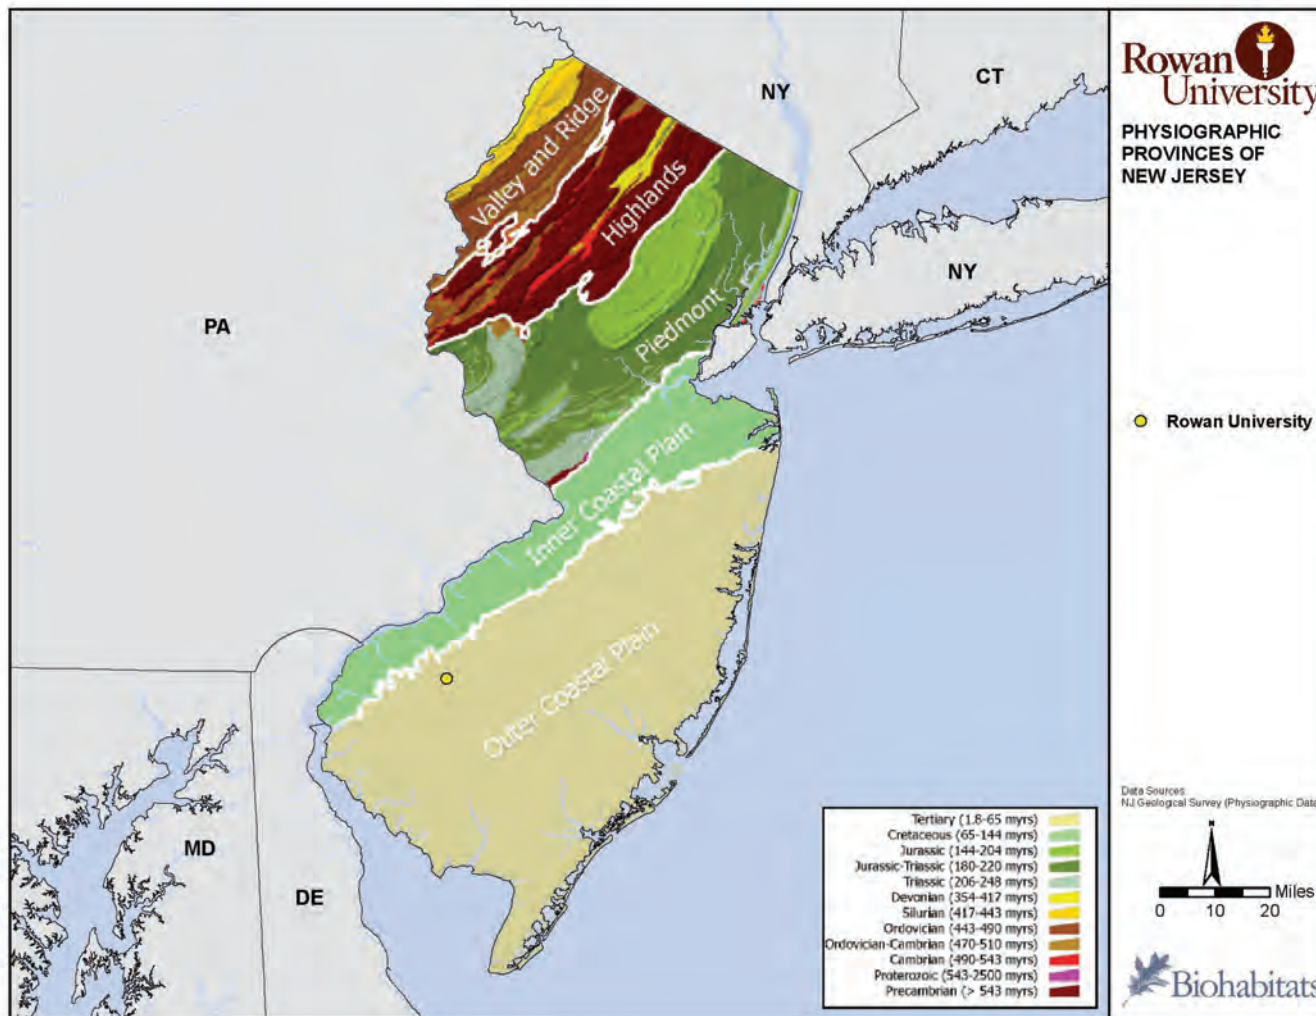 Rowan
University
PHYSIOGRAPHIC
PROVINCES OF
NEW JERSEY
Rowan University
NY
CT
NY
PA
MD
DE
Valley and Ridge
Highlands
Piedmont
Inner Coastal Plain
Outer Coastal Plain
Tertiary (1.8-65 myrs)
Cretaceous (65-144 myrs)
Jurassic (144-204 myrs)
Jurassic-Triassic (180-220 myrs)
Triassic (206-248 myrs)
Devonian (354-417 myrs)
Silurian (417-443 myrs)
Ordovician (443-490 myrs)
Ordovician-Cambrian (470-510 myrs)
Cambrian (490-543 myrs)
Proterozoic (543-2500 myrs)
Precambrian (> 543 myrs)
Data Sources:
NJ Geological Survey (Physiographic Data
N
Miles
0 10 20
Biohabitats